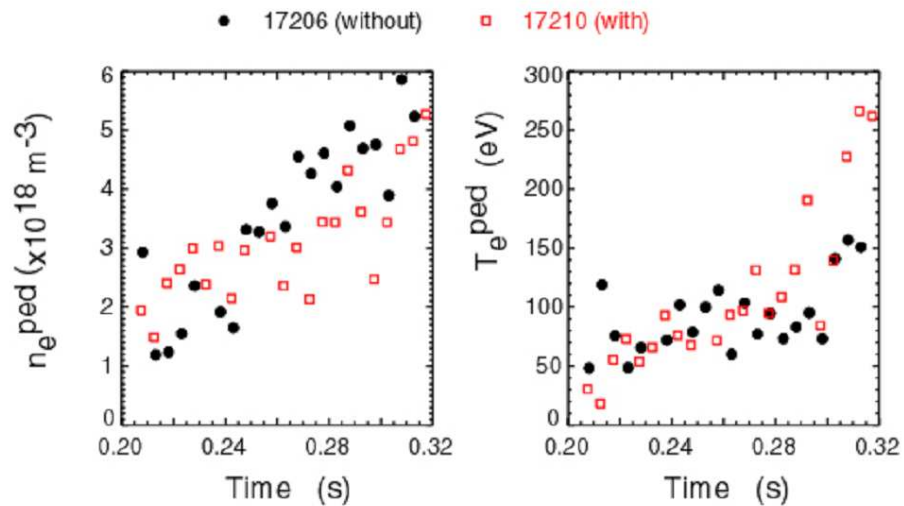 17206 (without) 17210 (with)
n_e^ped (x10^18 m^-3)
6
5
4
3
2
1
0
0.20 0.24 0.28 0.32
Time (s)
T_e^ped (eV)
300
250
200
150
100
50
0
0.20 0.24 0.28 0.32
Time (s)